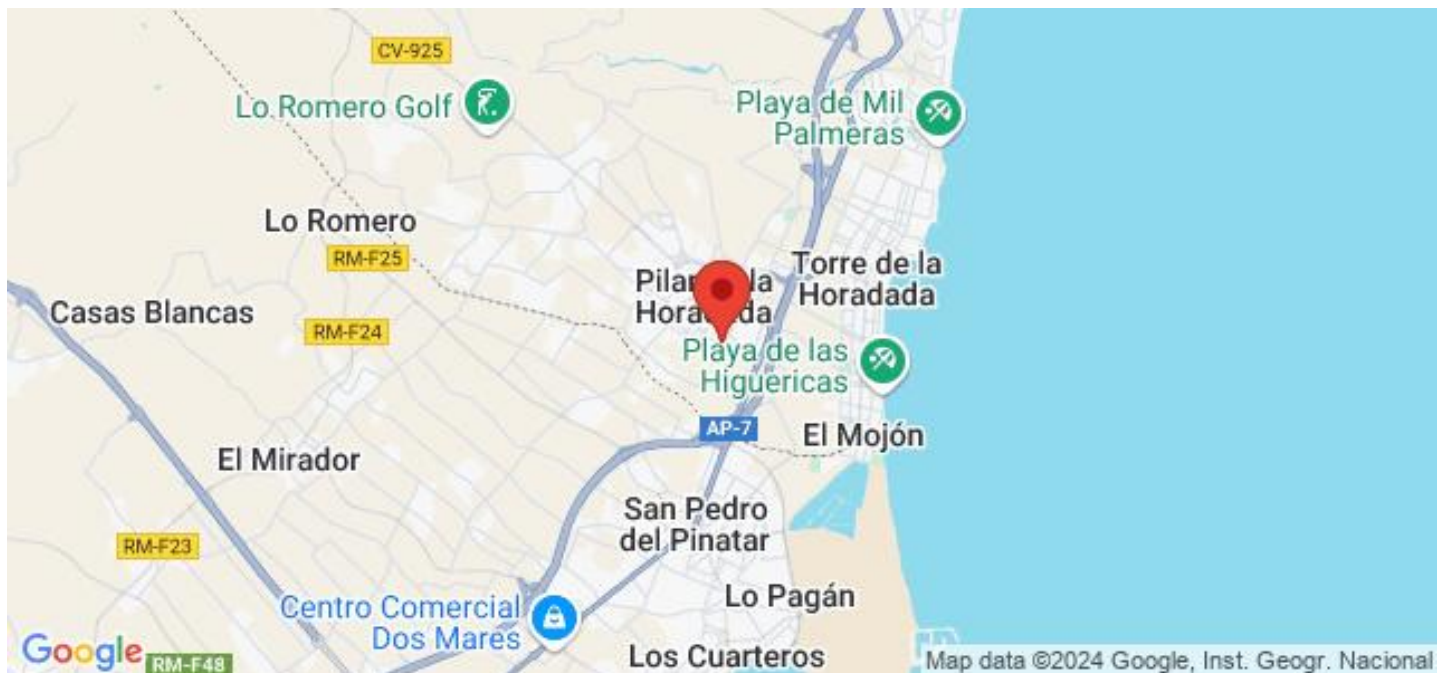 CV-925
Lo Romero Golf
Playa de Mil
Palmeras
Lo Romero
RM-F25
Torre de la
Horadada
Casas Blancas
RM-F24
Playa de las
Higuericas
AP-7
El Mojón
El Mirador
San Pedro
del Pinatar
RM-F23
Lo Pagán
Centro Comercial
Dos Mares
Los Cuarteros
Google
RM-F48
Map data ©2024 Google, Inst. Geogr. Nacional